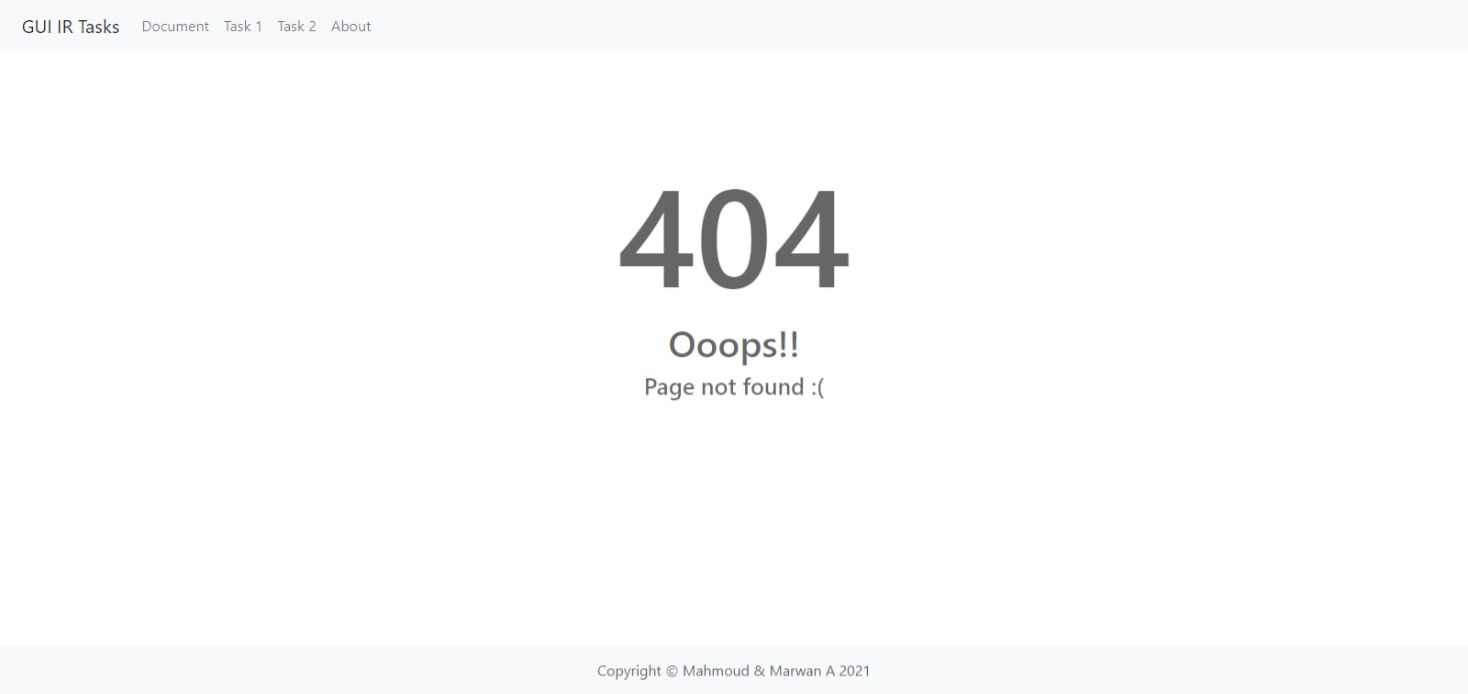 GUI IR Tasks Document Task 1 Task 2 About
404
Ooops!!
Page not found :(
Copyright © Mahmoud & Marwan A 2021